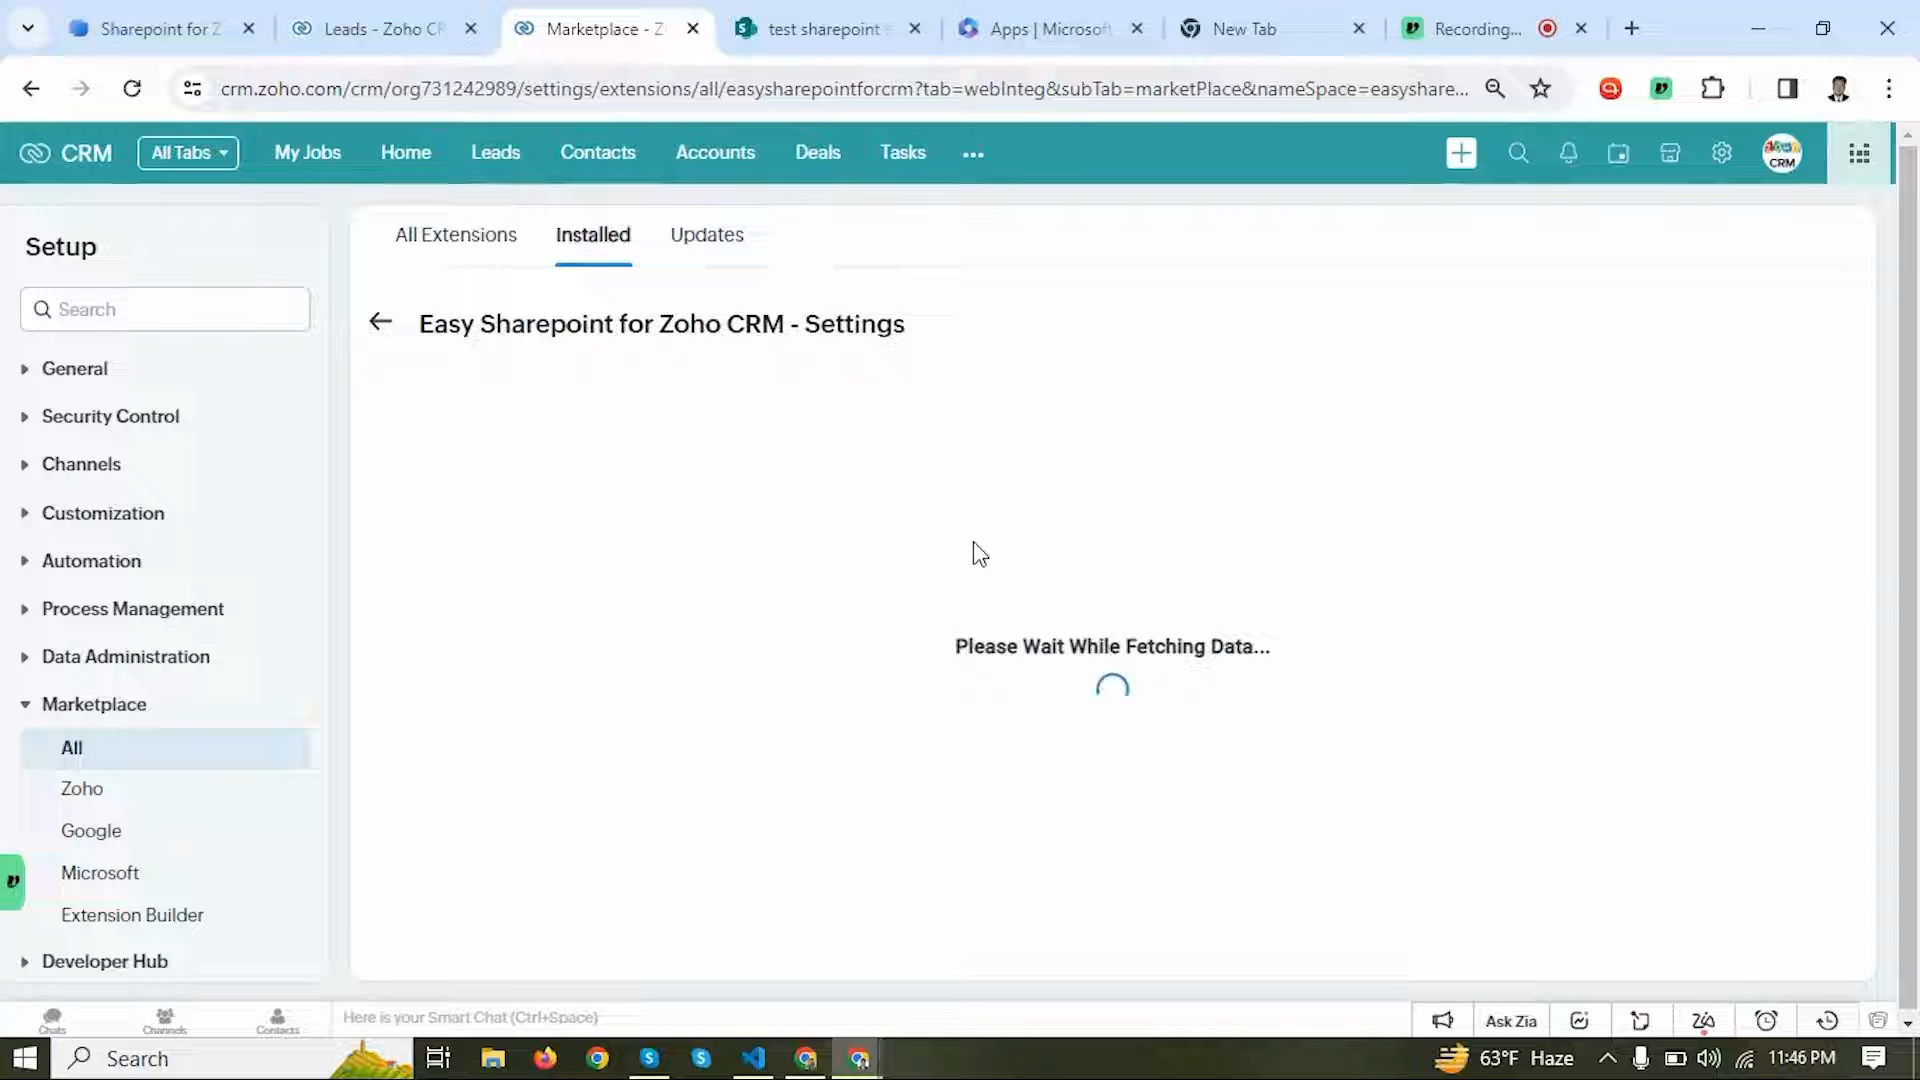 Sharepoint for Z
Leads - Zoho CR
Marketplace - Z
test sharepoint
Apps | Microsof
New Tab
Recording...
crm.zoho.com/crm/org731242989/settings/extensions/all/easysharepointforcrm?tab=webInteg&subTab=marketPlace&nameSpace=easyshare...
CRM
All Tabs
My Jobs
Home
Leads
Contacts
Accounts
Deals
Tasks
CRM
All Extensions
Installed
Updates
Setup
Search
Easy Sharepoint for Zoho CRM - Settings
General
Security Control
Channels
Customization
Automation
Process Management
Data Administration
Marketplace
All
Zoho
Google
Microsoft
Extension Builder
Developer Hub
Please Wait While Fetching Data...
Chats
Channels
Contacts
Here is your Smart Chat (Ctrl+Space)
Ask Zia
Search
63°F Haze
11:46 PM